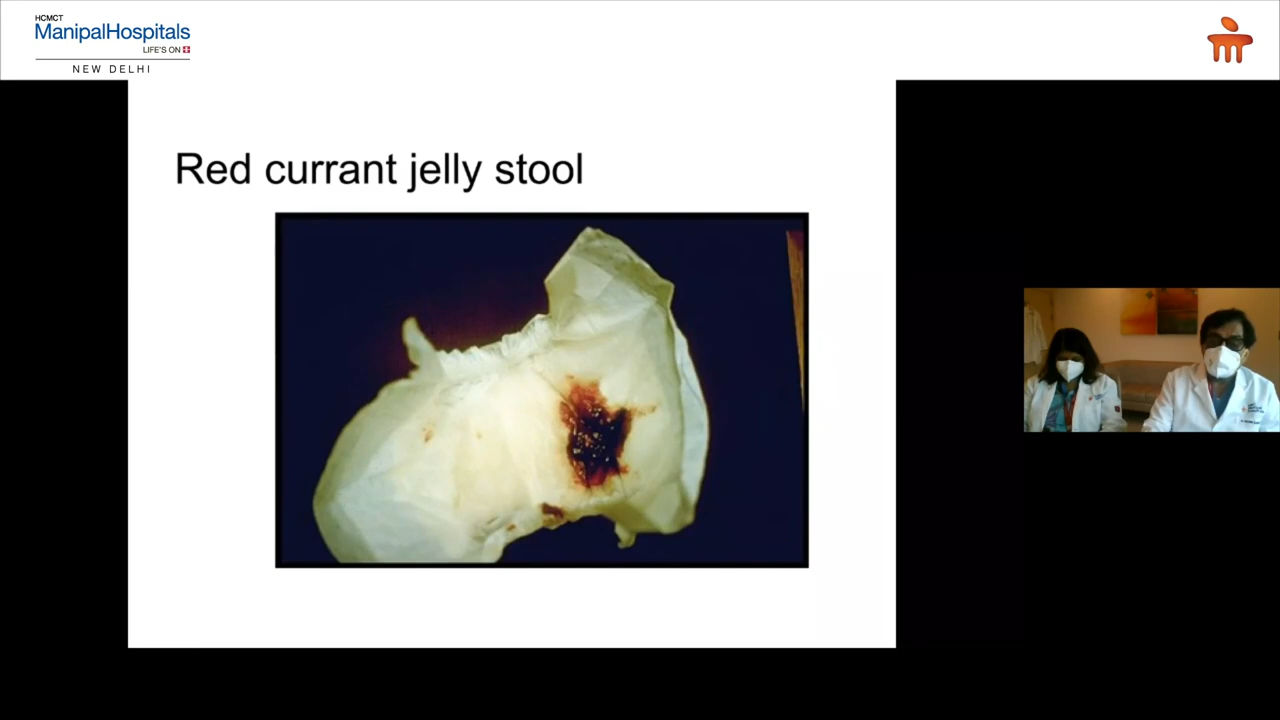 HCMCT
ManipalHospitals
LIFE'S ON
NEW DELHI
Red currant jelly stool